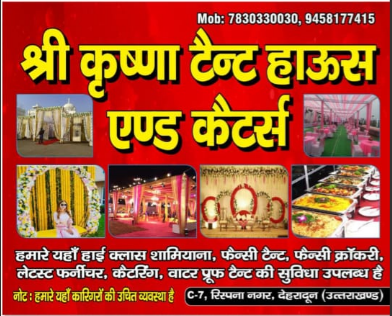 Mob: 7830330030, 9458177415
श्री कृष्णा टैन्ट हाऊस
एण्ड कैटर्स
हमारे यहाँ हाई क्लास शामियाना, फैन्सी टैन्ट, फैन्सी क्रॉकरी,
लेटस्ट फर्नीचर, कैटरिंग, वाटर प्रूफ टैन्ट की सुविधा उपलब्ध है
नोट : हमारे यहाँ कारिगरों की उचित व्यवस्था है
C-7, रिस्पना नगर, देहरादून (उत्तराखण्ड)